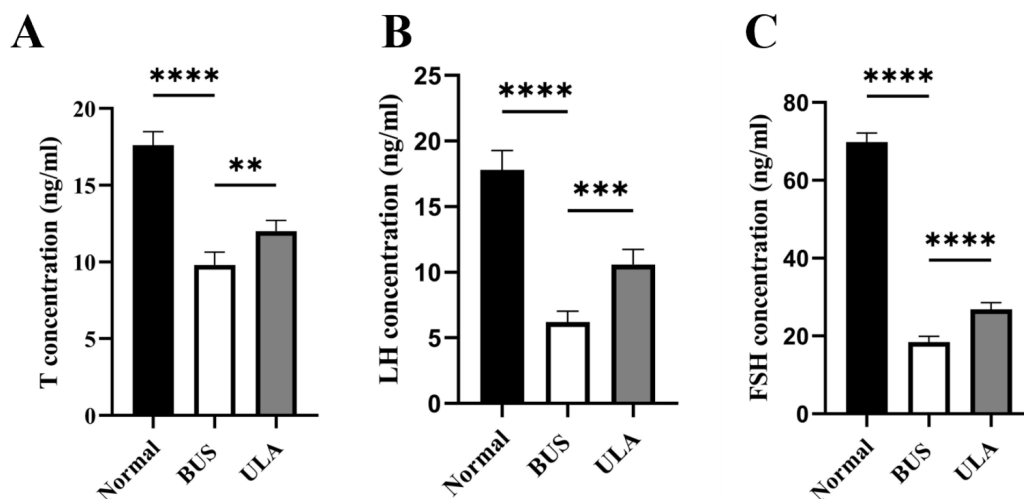 A
T concentration (ng/ml)
20
15
10
5
0
****
**
Normal
BUS
ULA
B
LH concentration (ng/ml)
25
20
15
10
5
0
****
***
Normal
BUS
ULA
C
FSH concentration (ng/ml)
80
60
40
20
0
****
****
Normal
BUS
ULA